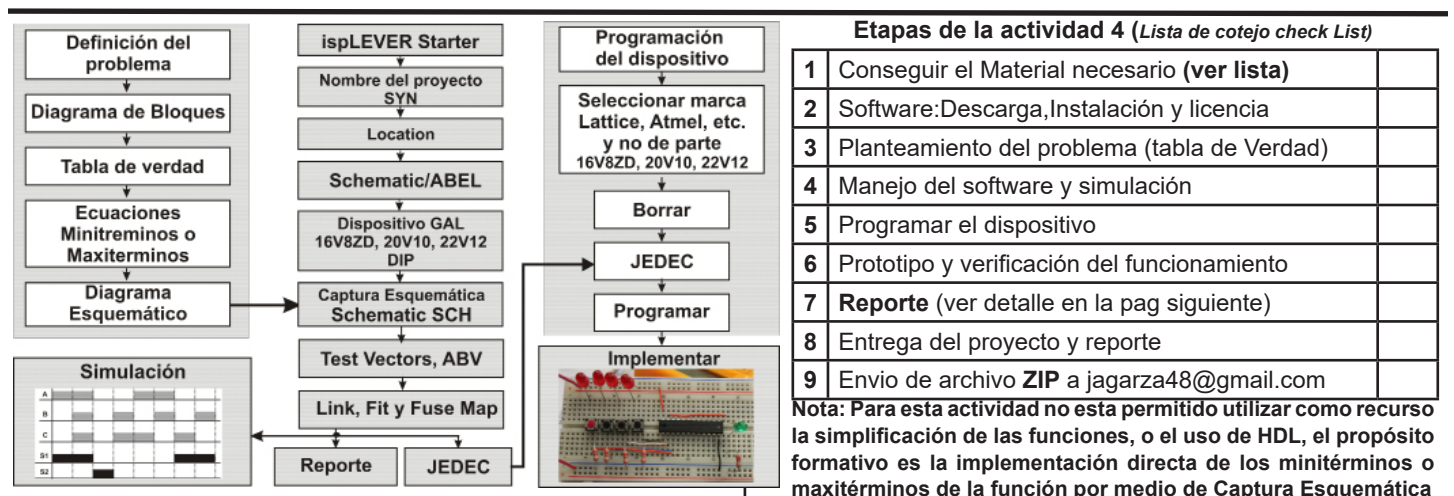 Definición del
problema
Diagrama de Bloques
Tabla de verdad
Ecuaciones
Minitreminos o
Maxiterminos
Diagrama
Esquemático
Simulación
A
B
C
S1
S2
ispLEVER Starter
Nombre del proyecto
SYN
Location
Schematic/ABEL
Dispositivo GAL
16V8ZD, 20V10, 22V12
DIP
Captura Esquemática
Schematic SCH
Test Vectors, ABV
Link, Fit y Fuse Map
Reporte
JEDEC
Programación
del dispositivo
Seleccionar marca
Lattice, Atmel, etc.
y no de parte
16V8ZD, 20V10, 22V12
Borrar
JEDEC
Programar
Implementar
Etapas de la actividad 4 (Lista de cotejo check List)
1 Conseguir el Material necesario (ver lista)
2 Software:Descarga,Instalación y licencia
3 Planteamiento del problema (tabla de Verdad)
4 Manejo del software y simulación
5 Programar el dispositivo
6 Prototipo y verificación del funcionamiento
7 Reporte (ver detalle en la pag siguiente)
8 Entrega del proyecto y reporte
9 Envio de archivo ZIP a jagarza48@gmail.com
Nota: Para esta actividad no esta permitido utilizar como recurso
la simplificación de las funciones, o el uso de HDL, el propósito
formativo es la implementación directa de los minitérminos o
maxitérminos de la función por medio de Captura Esquemática